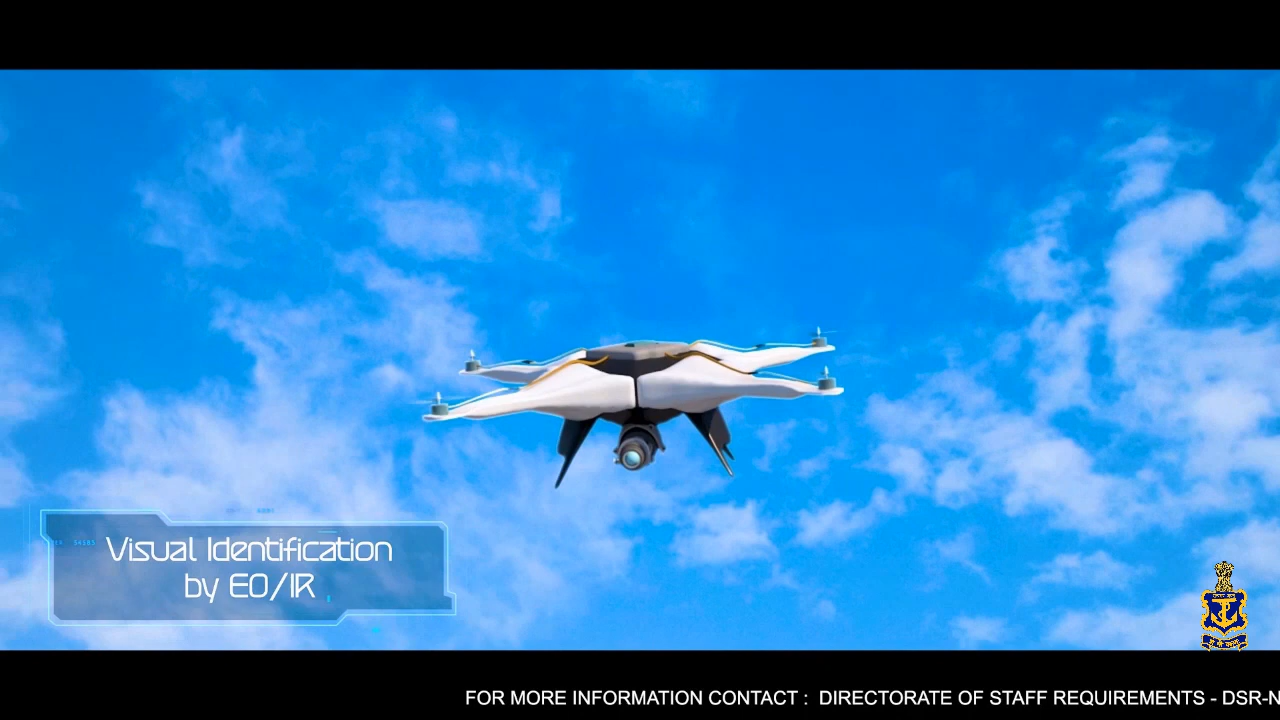 Visual Identification
by EO/IR
FOR MORE INFORMATION CONTACT : DIRECTORATE OF STAFF REQUIREMENTS - DSR-N